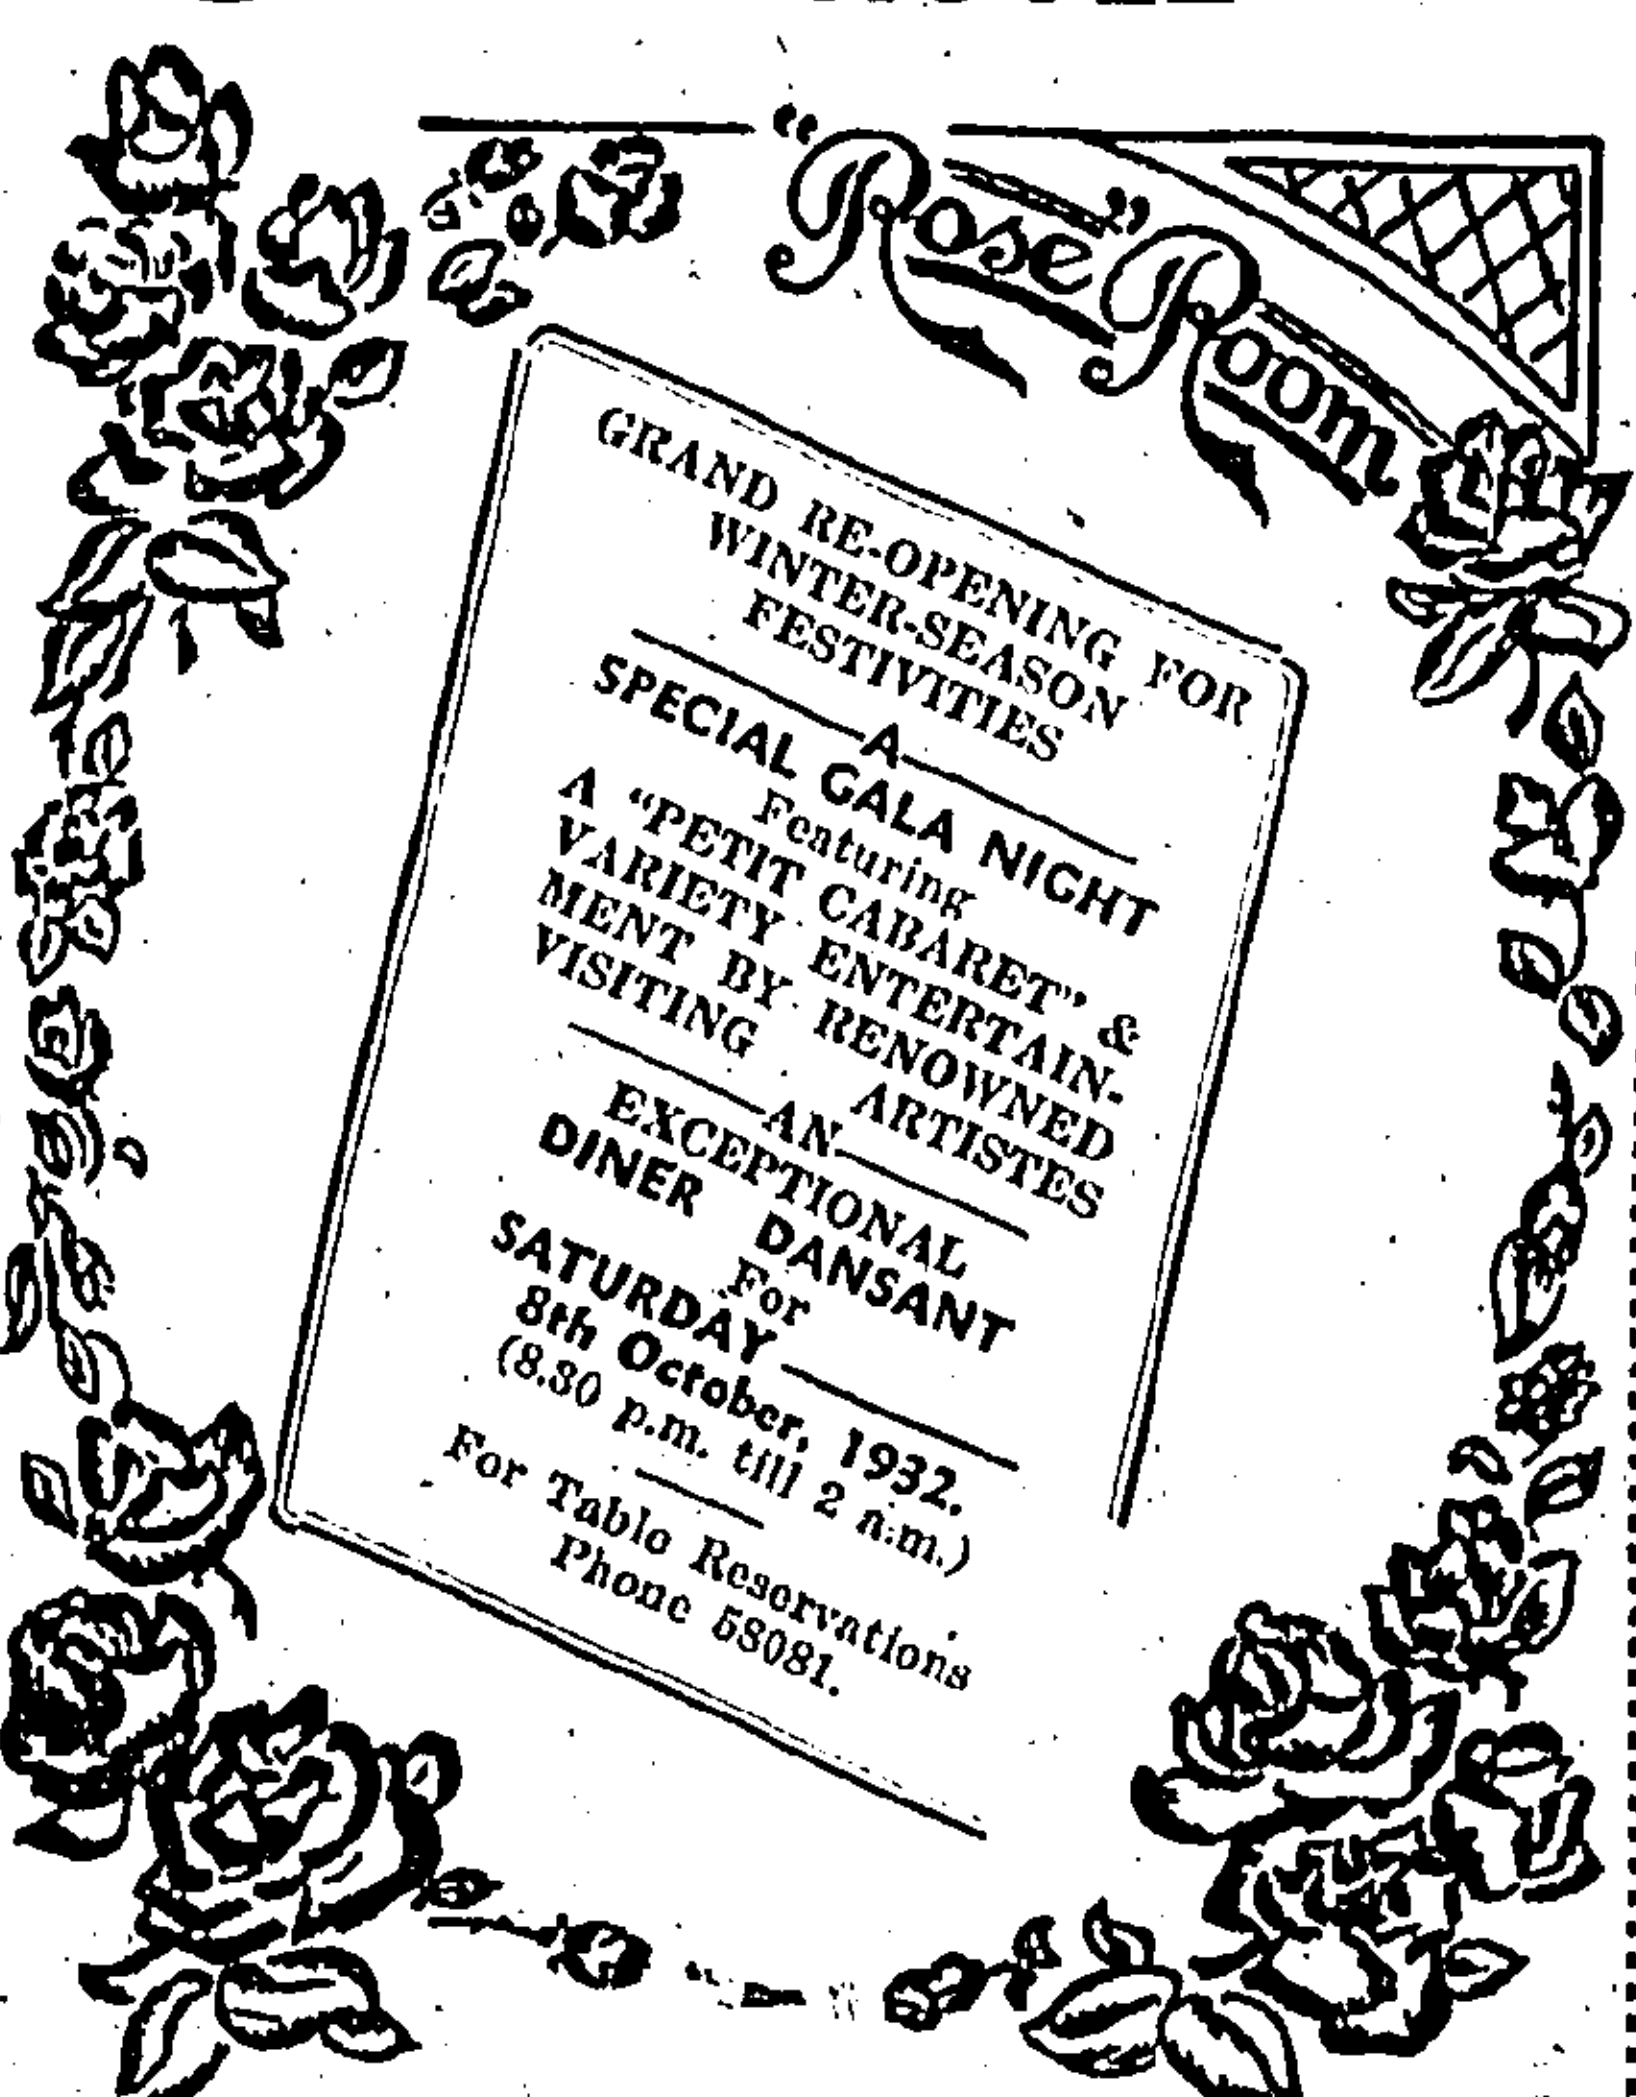 "Rose" Room
GRAND RE-OPENING FOR
WINTER-SEASON
FESTIVITIES
A
SPECIAL GALA NIGHT
Featuring
A "PETIT CABARET" &
VARIETY ENTERTAIN-
MENT BY RENOWNED
VISITING ARTISTES
AN
EXCEPTIONAL
DINER DANSANT
For
SATURDAY
8th October, 1932.
(8.30 p.m. till 2 a.m.)
For Table Reservations
Phone 58081.